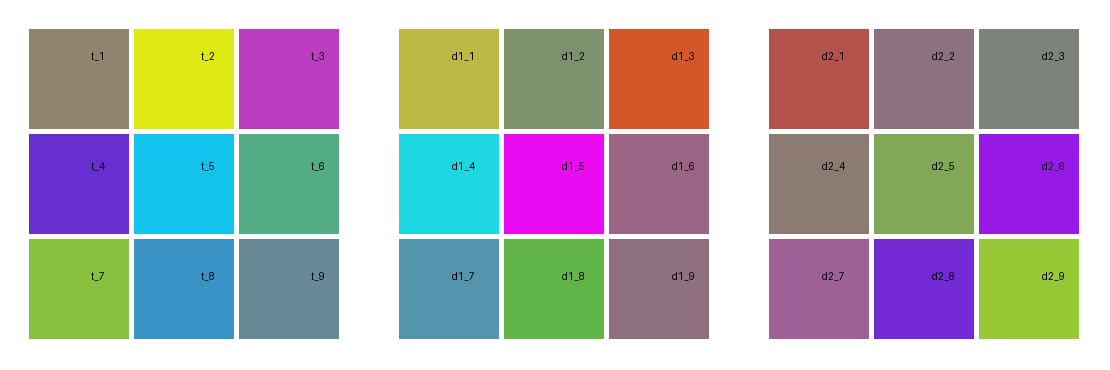 t_1 t_2 t_3 d1_1 d1_2 d1_3 d2_1 d2_2 d2_3
t_4 t_5 t_6 d1_4 d1_5 d1_6 d2_4 d2_5 d2_6
t_7 t_8 t_9 d1_7 d1_8 d1_9 d2_7 d2_8 d2_9